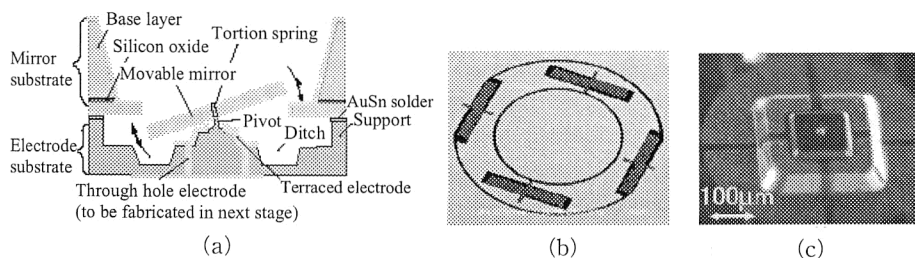 Base layer
Silicon oxide
Tortion spring
Mirror
substrate
Movable mirror
AuSn solder
Pivot
Support
Ditch
Electrode
substrate
Through hole electrode
(to be fabricated in next stage)
Terraced electrode
100μm
(a)
(b)
(c)